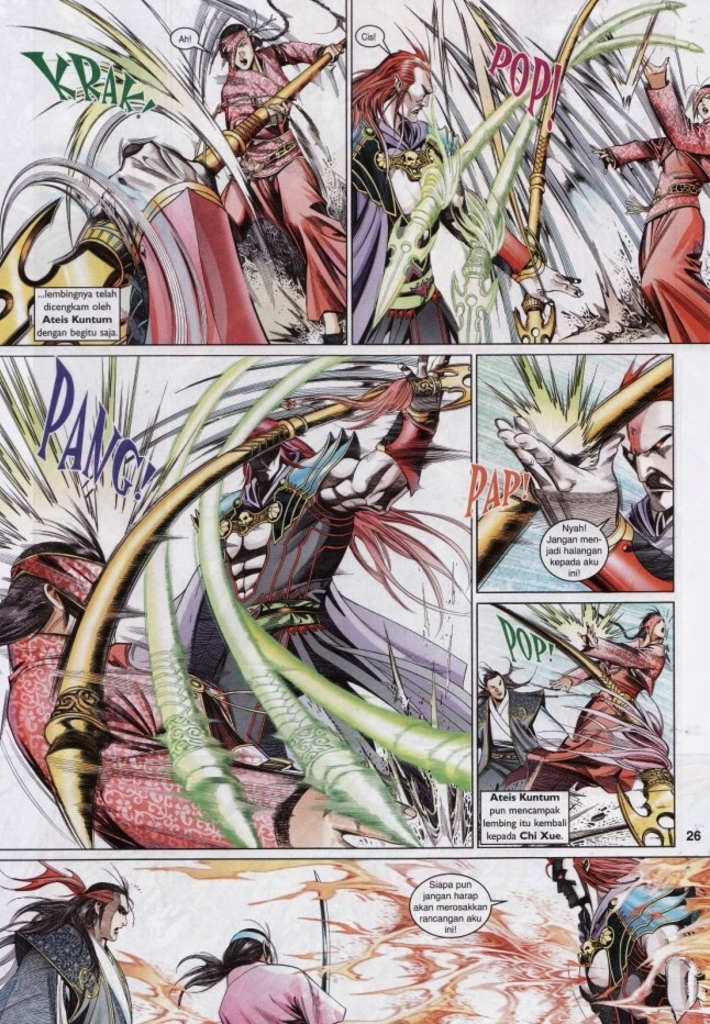 Ah!
KRAK!
...lembingnya telah
dicengkam oleh
Ateis Kuntum
dengan begitu saja.
Cis!
POP!
PANG!
PAP!
Nyah!
Jangan men-
jadi halangan
kepada aku
ini!
POP!
Ateis Kuntum
pun mencampak
lembing itu kembali
kepada Chi Xue.
26
Siapa pun
jangan harap
akan merosakkan
rancangan aku
ini!